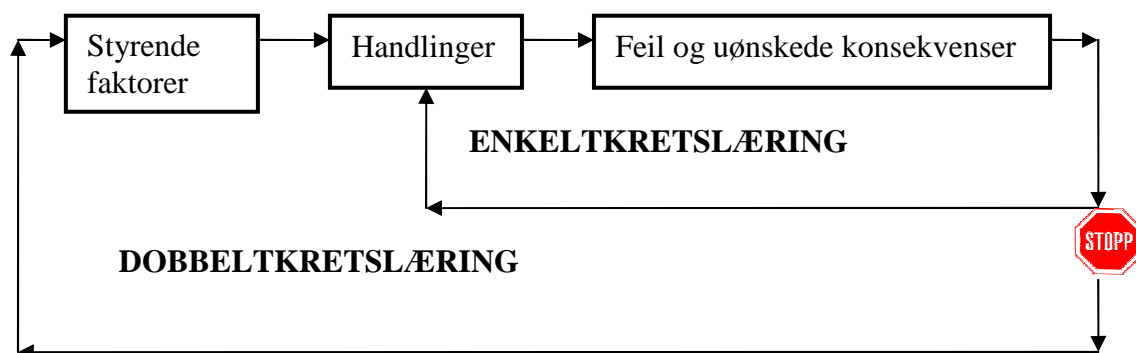 Styrende
faktorer
Handlinger
Feil og uønskede konsekvenser
ENKELTKRETSLÆRING
STOPP
DOBBELTKRETSLÆRING